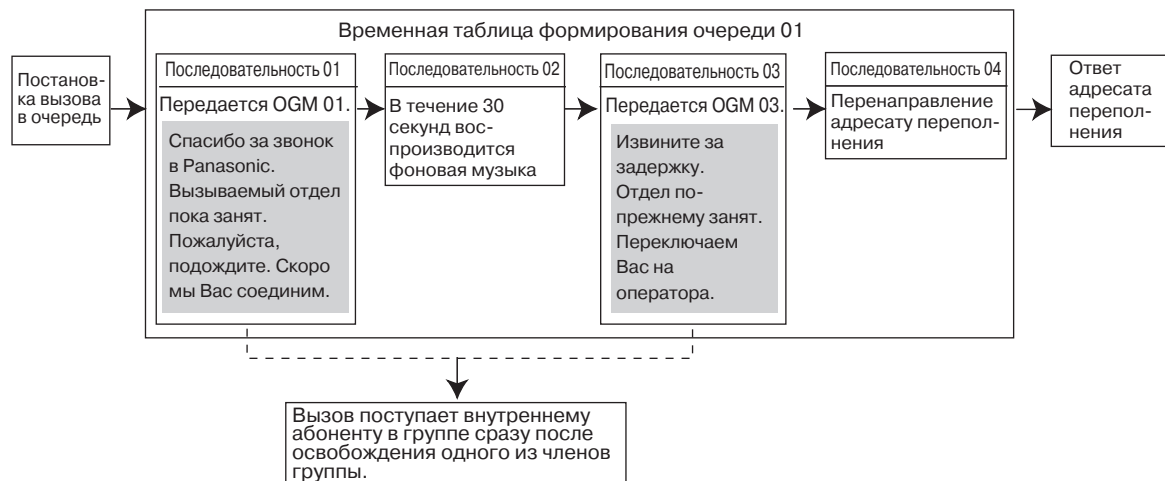 Временная таблица формирования очереди 01
Постанов-
ка вызова
в очередь
Последовательность 01
Передается OGM 01.
Спасибо за звонок
в Panasonic.
Вызываемый отдел
пока занят.
Пожалуйста,
подождите. Скоро
мы Вас соединим.
Последовательность 02
В течение 30
секунд вос-
производится
фоновая музыка
Последовательность 03
Передается OGM 03.
Извините за
задержку.
Отдел по-
прежнему занят.
Переключаем
Вас на
оператора.
Последовательность 04
Перенаправление
адресату перепол-
нения
Ответ
адресата
перепол-
нения
Вызов поступает внутреннему
абоненту в группе сразу после
освобождения одного из членов
группы.